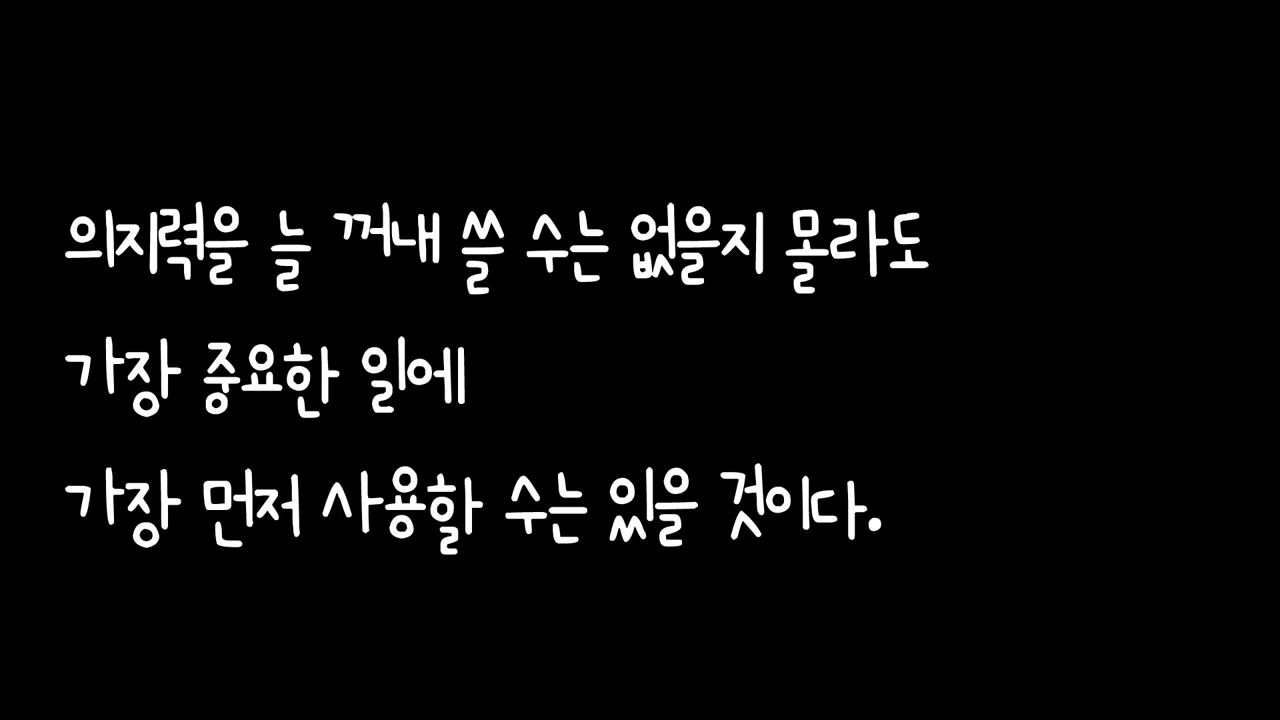 의지력을 늘 꺼내 쓸 수는 없을지 몰라도
가장 중요한 일에
가장 먼저 사용할 수는 있을 것이다.